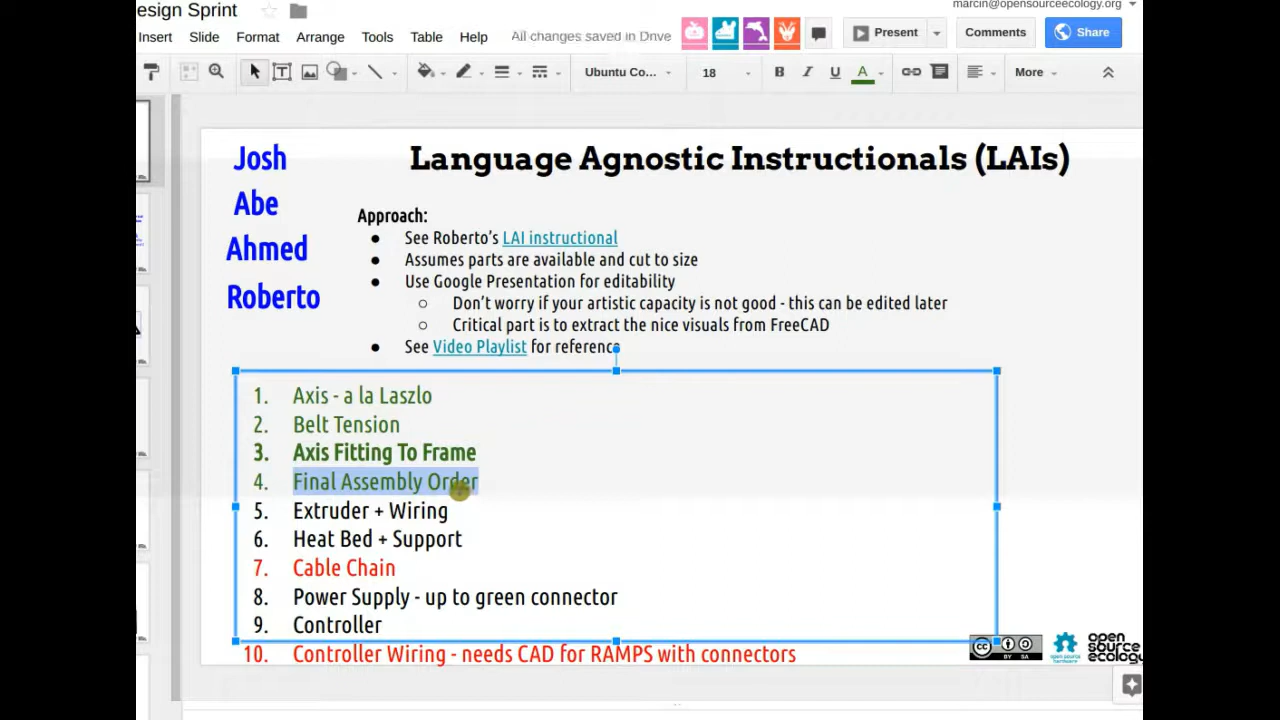 esign Sprint
marcin@opensourceecology.org
Insert Slide Format Arrange Tools Table Help All changes saved in Drive
Present Comments Share
Ubuntu Co... 18 B I U A More
Josh
Abe
Ahmed
Roberto
Language Agnostic Instructionals (LAIs)
Approach:
● See Roberto’s LAI instructional
● Assumes parts are available and cut to size
● Use Google Presentation for editability
○ Don’t worry if your artistic capacity is not good - this can be edited later
○ Critical part is to extract the nice visuals from FreeCAD
● See Video Playlist for reference
1. Axis - a la Laszlo
2. Belt Tension
3. Axis Fitting To Frame
4. Final Assembly Order
5. Extruder + Wiring
6. Heat Bed + Support
7. Cable Chain
8. Power Supply - up to green connector
9. Controller
10. Controller Wiring - needs CAD for RAMPS with connectors
cc BY SA
open source hardware
open
source
ecology